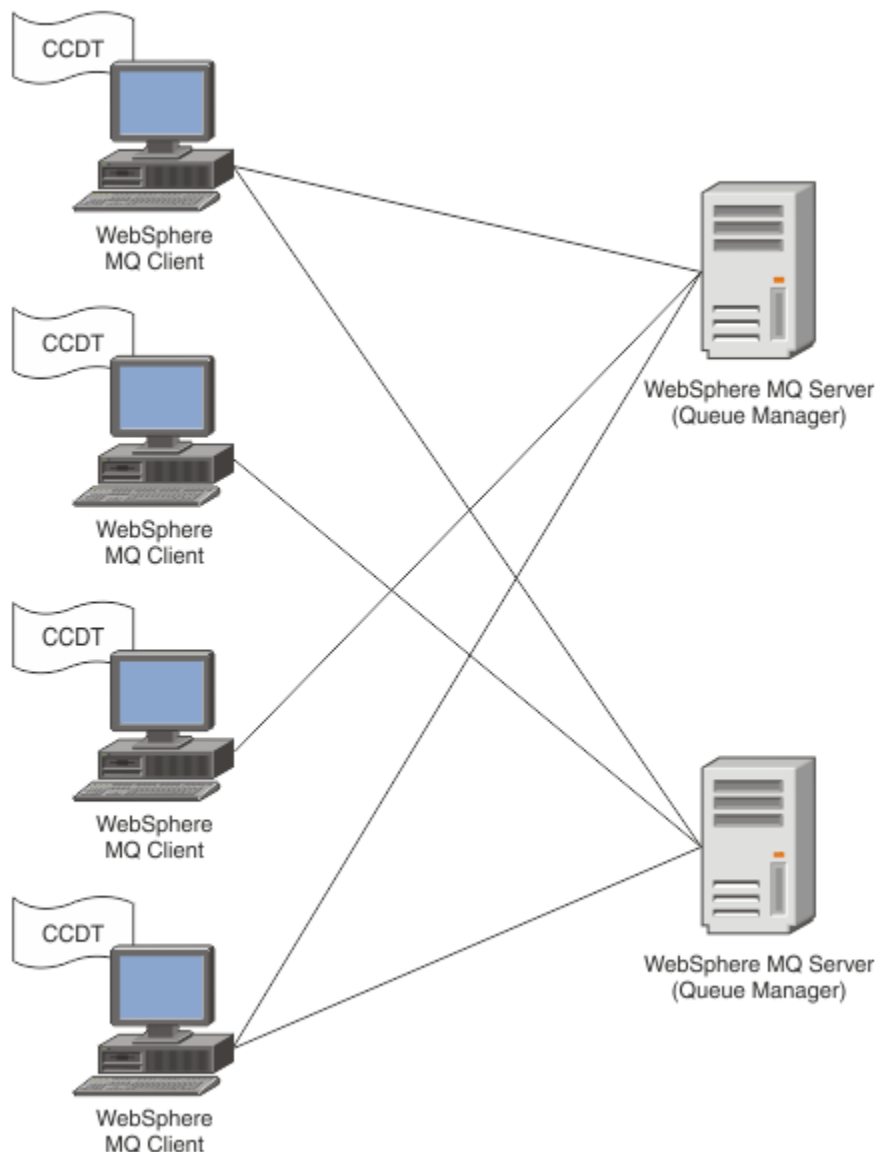 CCDT
WebSphere
MQ Client
CCDT
WebSphere
MQ Client
CCDT
WebSphere
MQ Client
CCDT
WebSphere
MQ Client
WebSphere MQ Server
(Queue Manager)
WebSphere MQ Server
(Queue Manager)